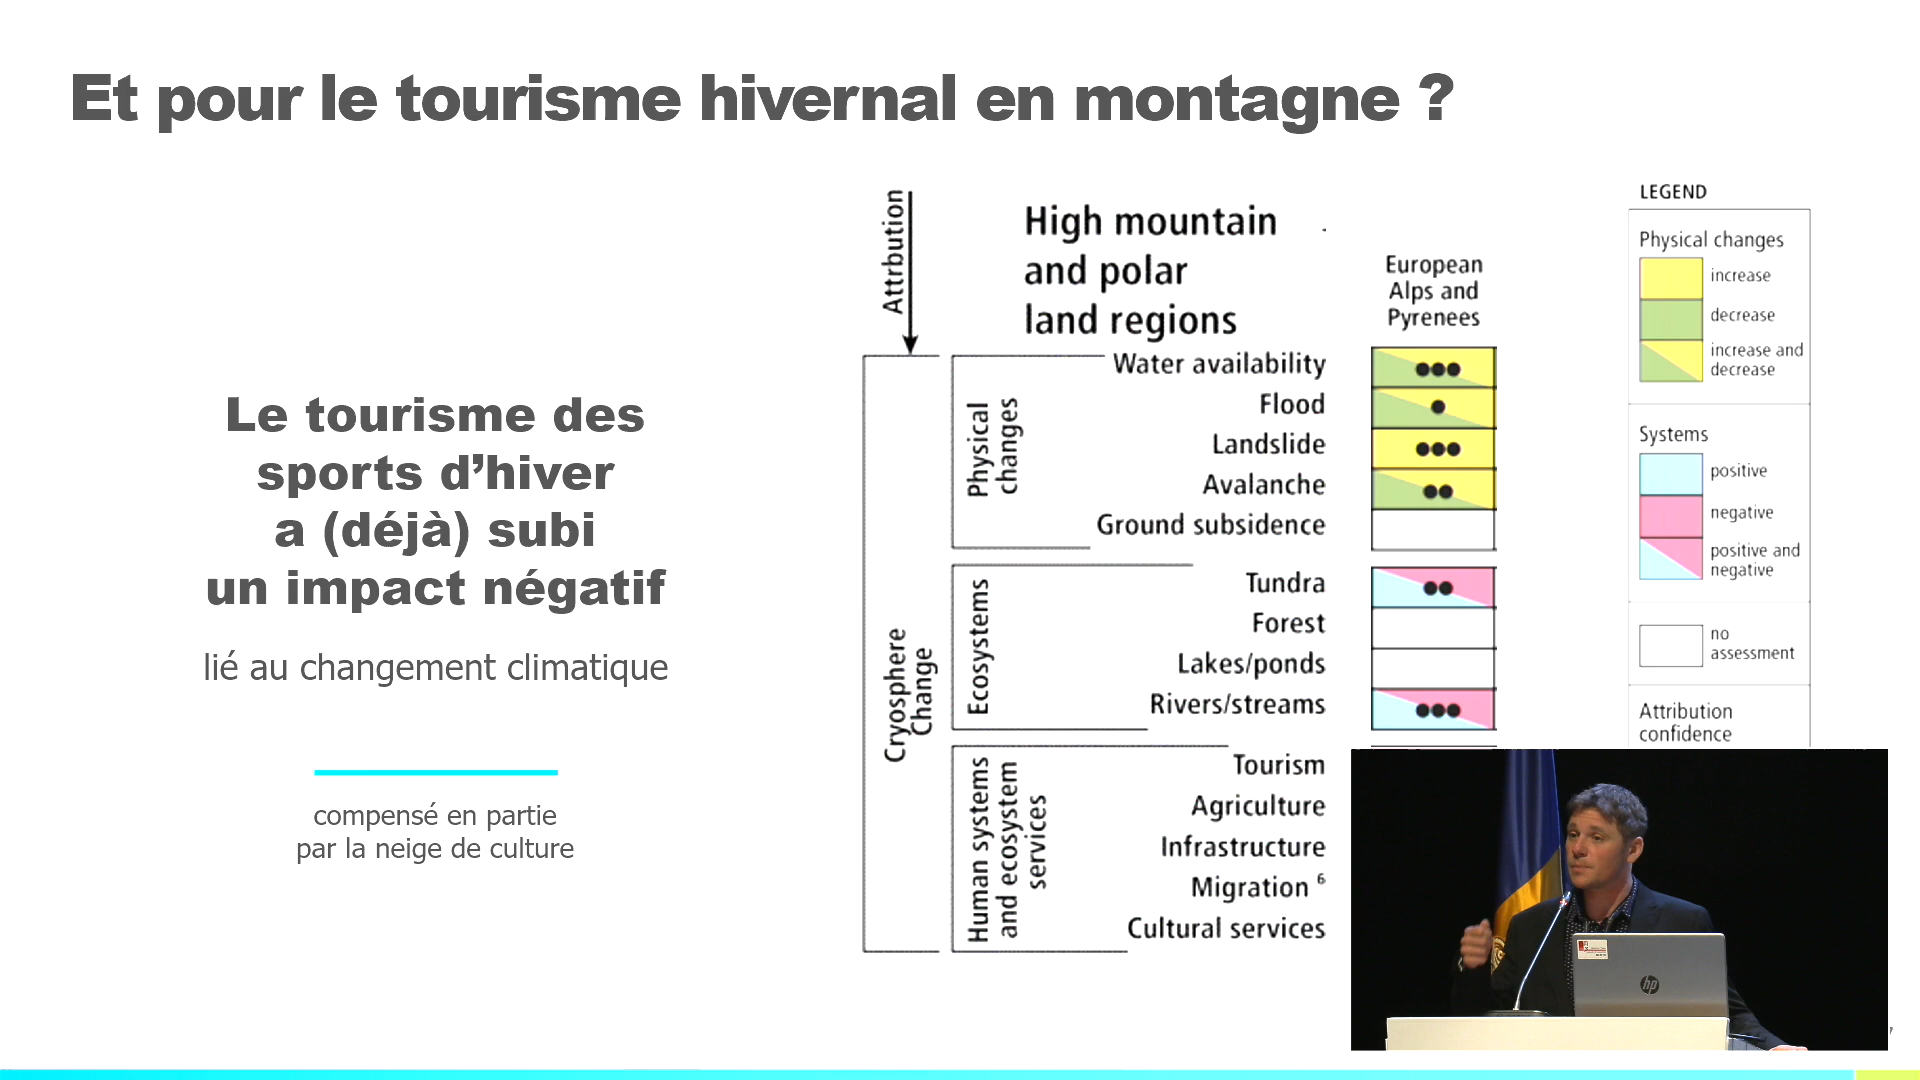 Et pour le tourisme hivernal en montagne ?
Le tourisme des
sports d’hiver
a (déjà) subi
un impact négatif
lié au changement climatique
compensé en partie
par la neige de culture
Attrbution
High mountain
and polar
land regions
European
Alps and
Pyrenees
Cryosphere
Change
Physical
changes
Water availability
Flood
Landslide
Avalanche
Ground subsidence
Ecosystems
Tundra
Forest
Lakes/ponds
Rivers/streams
Human systems
and ecosystem
services
Tourism
Agriculture
Infrastructure
Migration 6
Cultural services
LEGEND
Physical changes
increase
decrease
increase and
decrease
Systems
positive
negative
positive and
negative
no
assessment
Attribution
confidence
hp